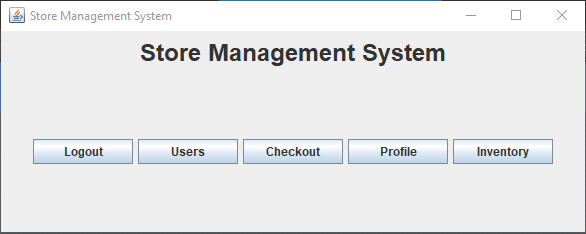 Store Management System
Store Management System
Logout Users Checkout Profile Inventory